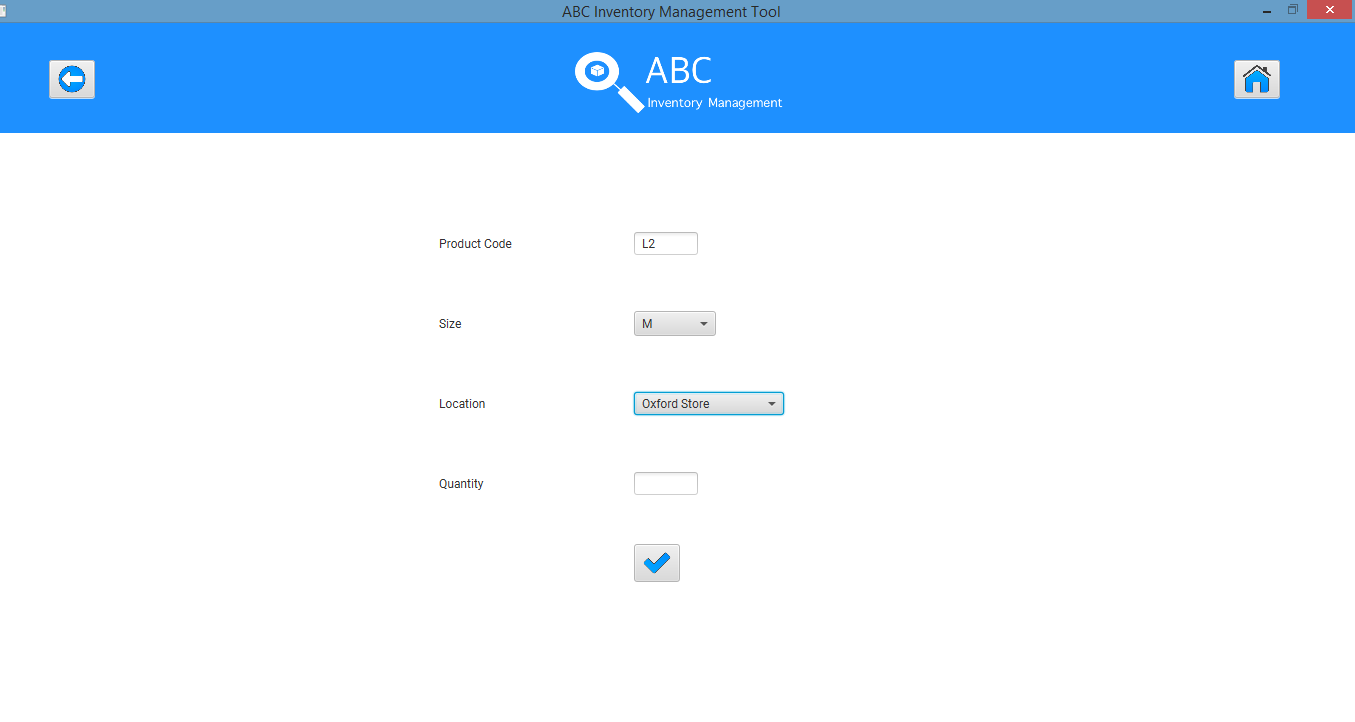 ABC Inventory Management Tool
ABC
Inventory Management
Product Code L2
Size M
Location Oxford Store
Quantity